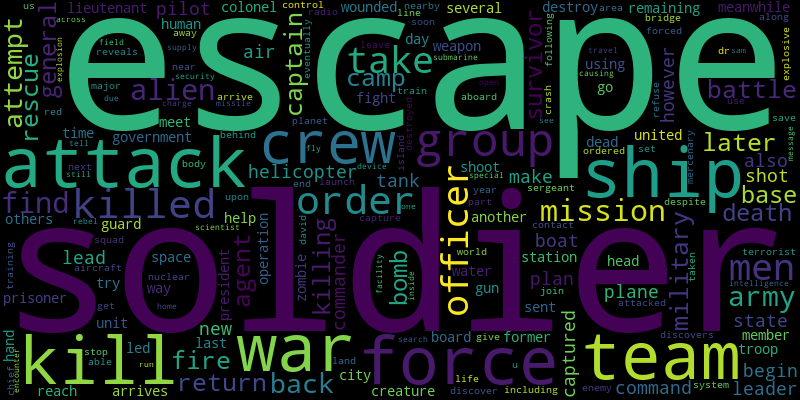 escape
soldier
attack
ship
crew
group
kill
war
force
team
killed
order
officer
mission
men
army
base
battle
take
camp
captain
alien
rescue
attempt
general
lieutenant
pilot
colonel
wounded
nearby
several
destroy
area
remaining
meanwhile
us
across
human
air
radio
control
line
soon
day
weapon
fight
using
go
bridge
forced
along
travel
dr
sam
causing
explosive
field
reveals
away
supply
near
security
explosion
major
due
arrive
red
charge
missile
eventually
submarine
leave
open
aboard
train
crash
following
survivor
refuse
use
save
however
message
time
tell
government
meet
behind
planet
fly
island
destroyed
see
dead
united
later
also
shot
ordered
set
mercenary
death
next
still
body
helicopter
device
tank
shoot
make
special
sergeant
despite
find
others
guard
rebel
upon
help
end
launch
capture
one
year
part
another
contact
squad
lead
space
scientist
agent
president
operation
zombie
david
killing
commander
bomb
facility
inside
world
water
gun
boat
station
plan
plane
head
military
taken
terrorist
intelligence
training
aircraft
nuclear
prisoner
try
way
get
home
unit
new
join
sent
attacked
state
member
troop
discovers
chief
hand
encounter
stop
able
led
run
last
fire
land
city
search
board
give
former
u
captured
begin
leader
command
system
enemy
including
life
discover
creature
back
return
arrives
reach